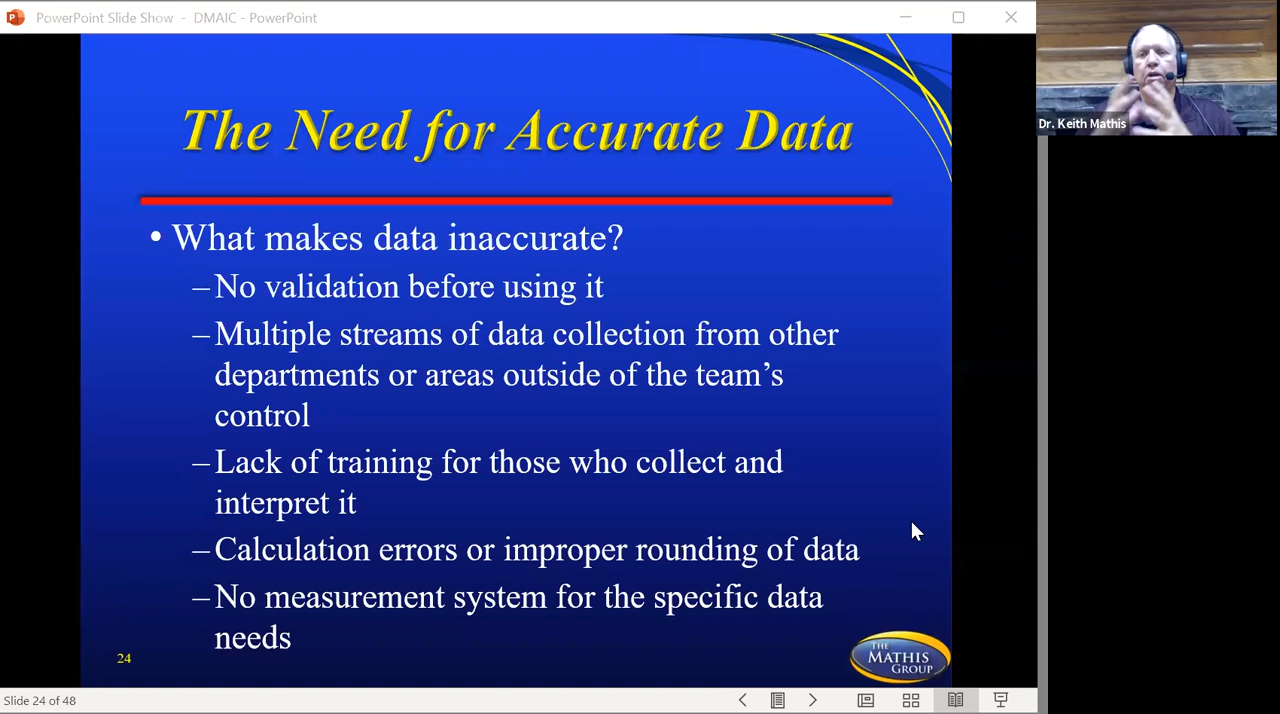 PowerPoint Slide Show - DMAIC - PowerPoint
Dr. Keith Mathis
The Need for Accurate Data
• What makes data inaccurate?
–No validation before using it
–Multiple streams of data collection from other
departments or areas outside of the team’s
control
–Lack of training for those who collect and
interpret it
–Calculation errors or improper rounding of data
–No measurement system for the specific data
needs
24
THE
MATHIS
GROUP
Slide 24 of 48